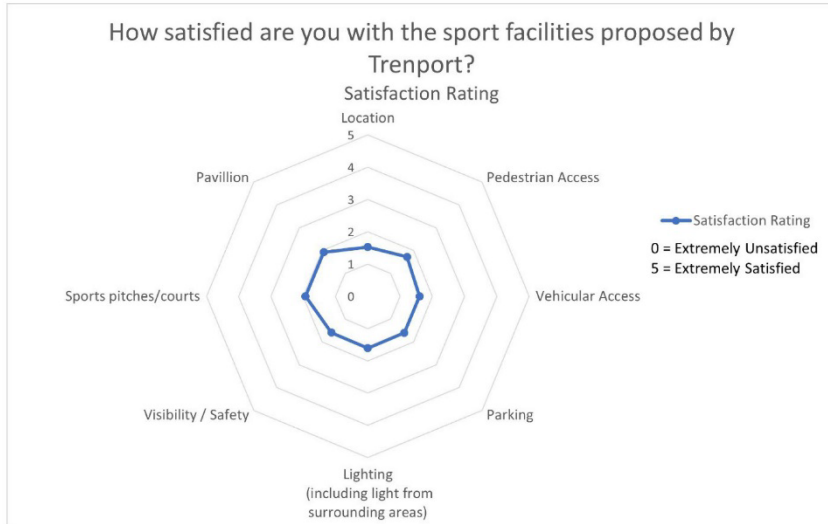 How satisfied are you with the sport facilities proposed by
Trenport?
Satisfaction Rating
Location
5
4
3
2
1
0
Pavillion
Pedestrian Access
Satisfaction Rating
0 = Extremely Unsatisfied
5 = Extremely Satisfied
Sports pitches/courts
Vehicular Access
Visibility / Safety
Parking
Lighting
(including light from
surrounding areas)